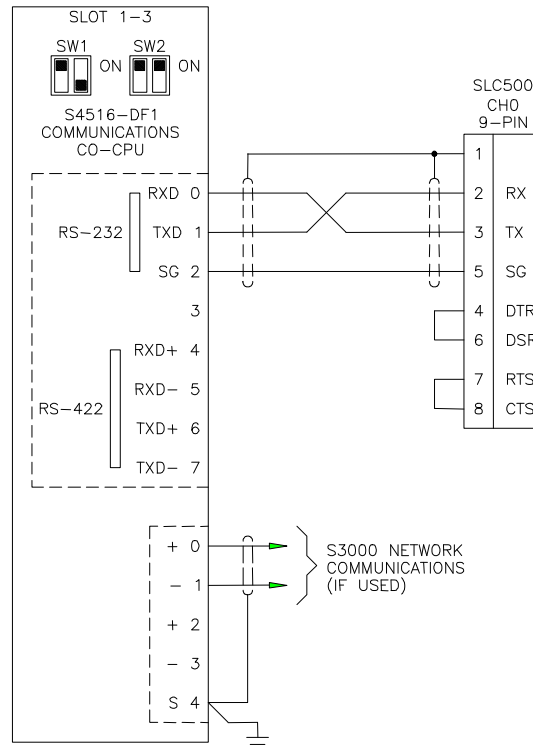 SLOT 1-3
SW1 SW2
ON ON
S4516-DF1
COMMUNICATIONS
CO-CPU
SLC500
CH0
9-PIN
1
RXD 0
2 RX
RS-232
TXD 1
3 TX
SG 2
5 SG
3
4 DTR
RXD+ 4
6 DSR
RXD- 5
7 RTS
RS-422
8 CTS
TXD+ 6
TXD- 7
+ 0
- 1
S3000 NETWORK
COMMUNICATIONS
(IF USED)
+ 2
- 3
S 4